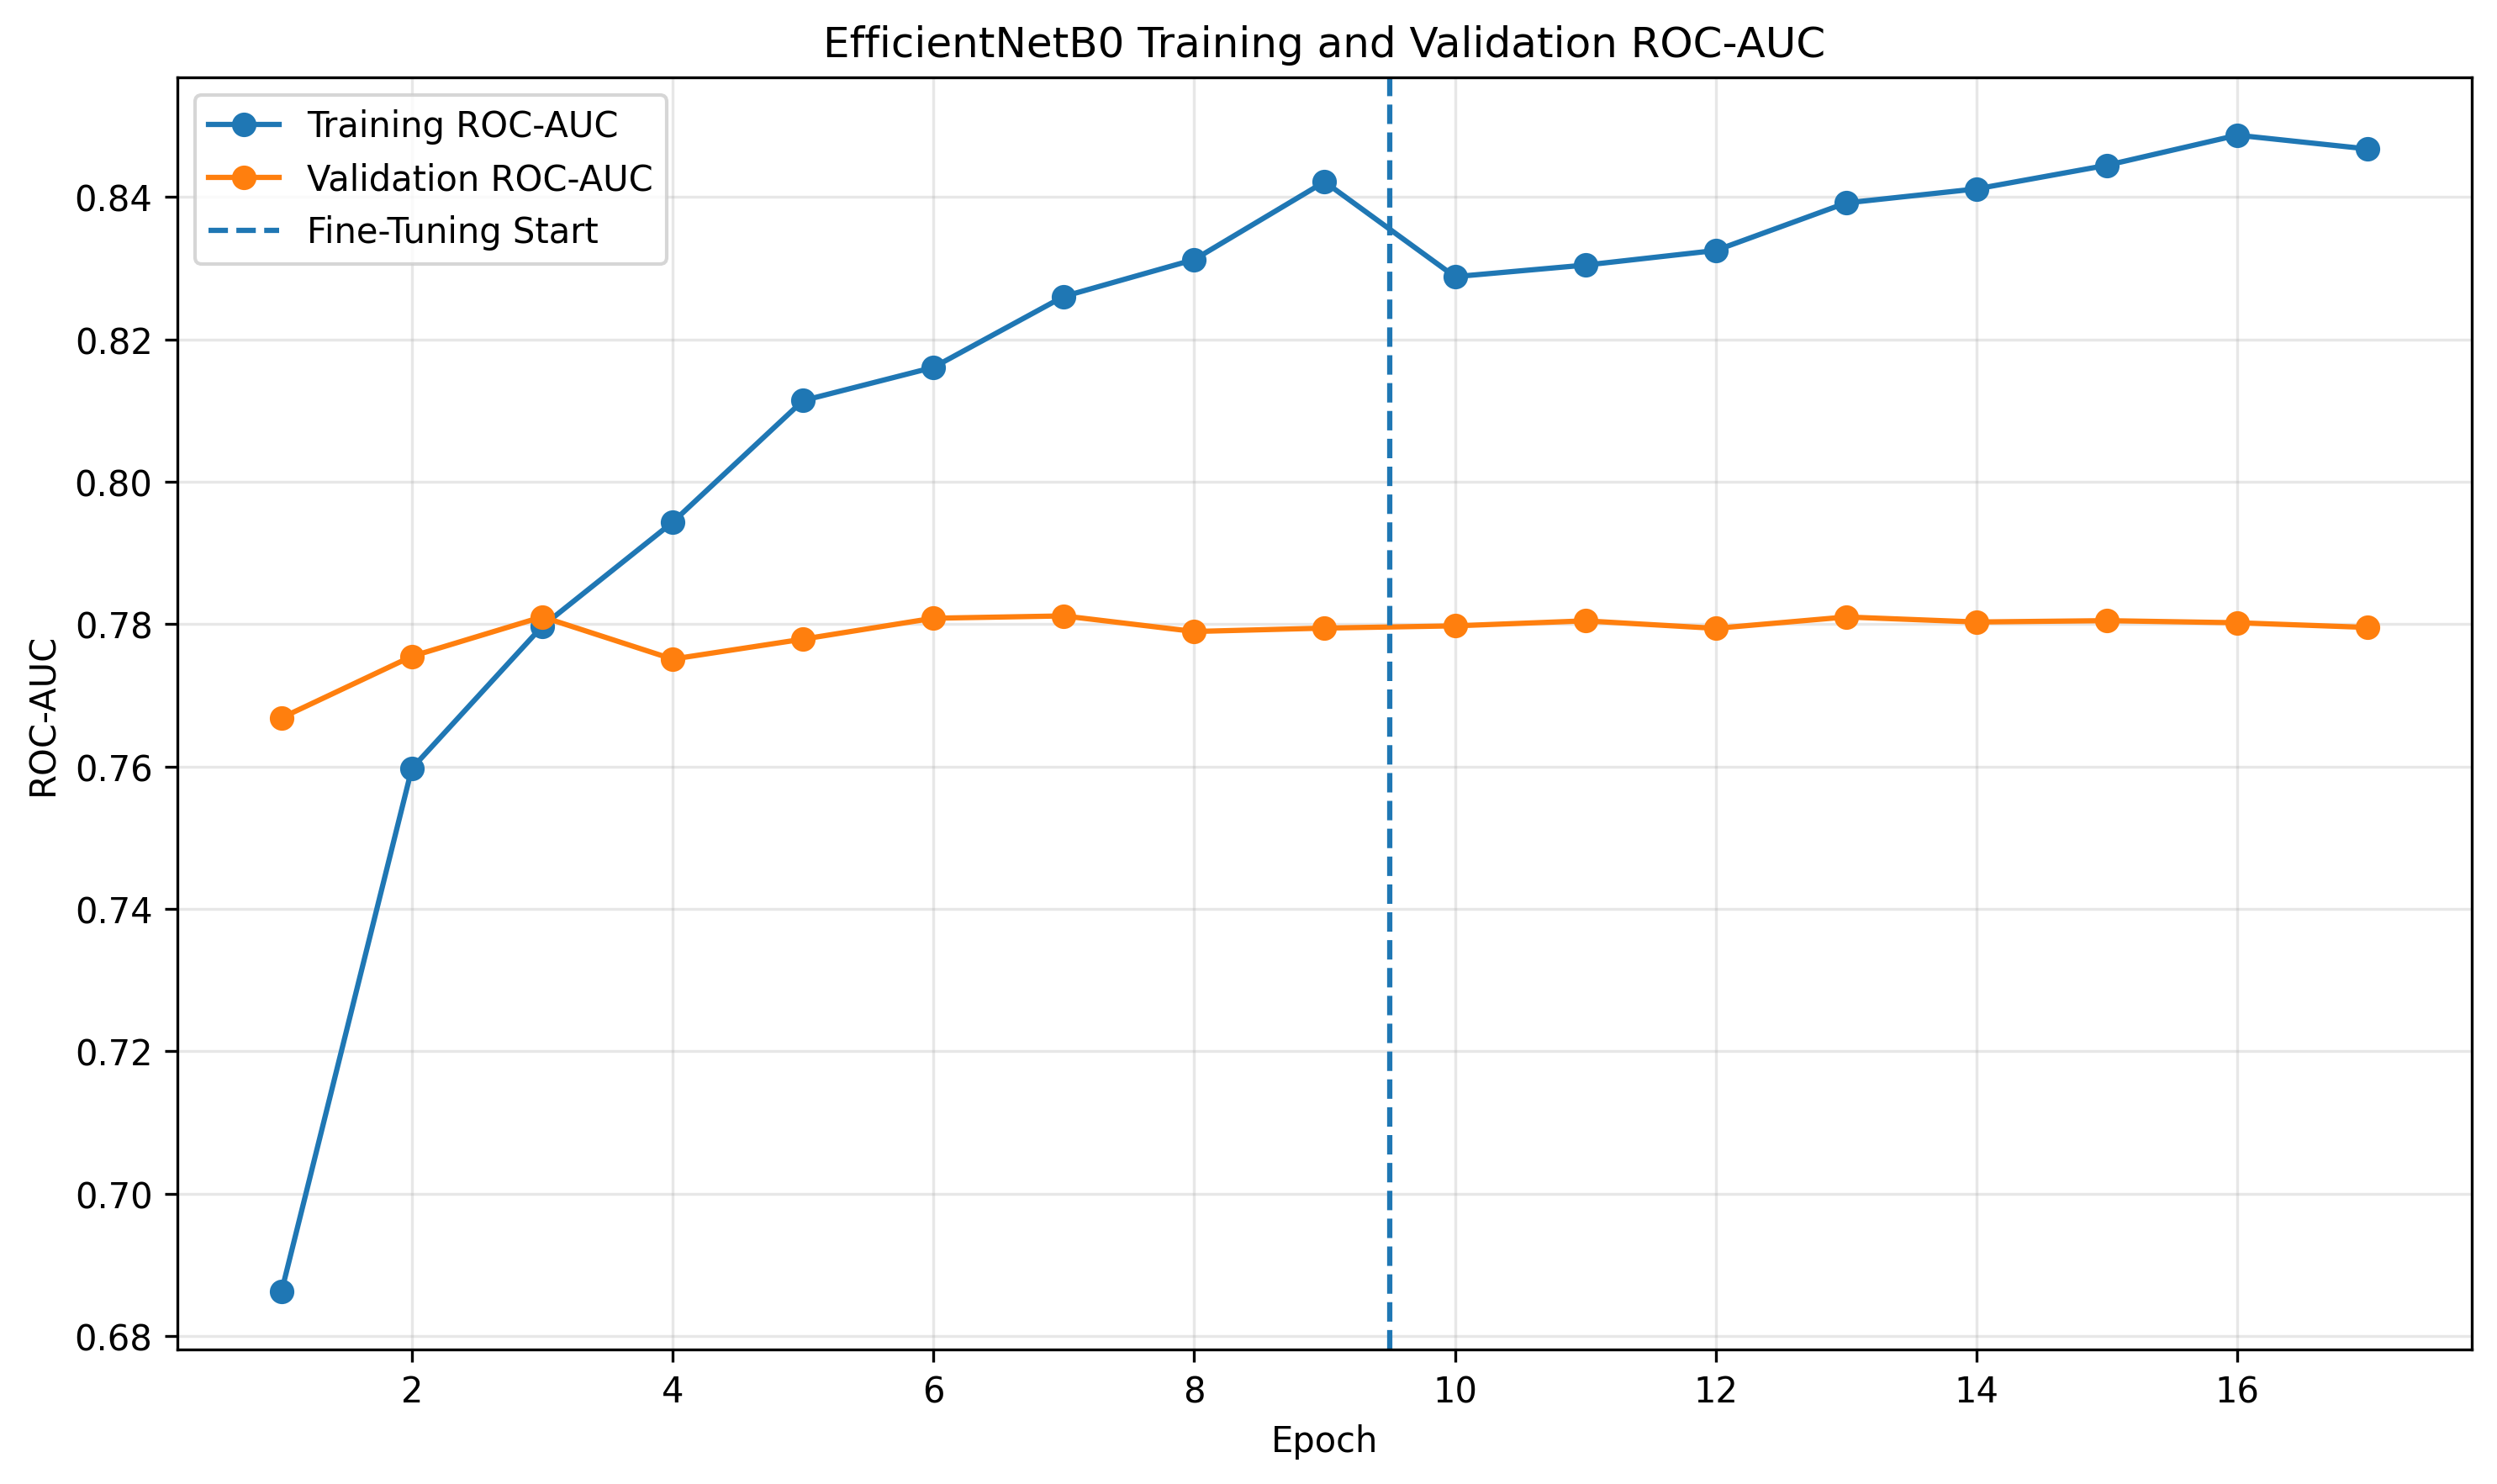 EfficientNetB0 Training and Validation ROC-AUC
Training ROC-AUC
Validation ROC-AUC
Fine-Tuning Start
ROC-AUC
0.84
0.82
0.80
0.78
0.76
0.74
0.72
0.70
0.68
2 4 6 8 10 12 14 16
Epoch